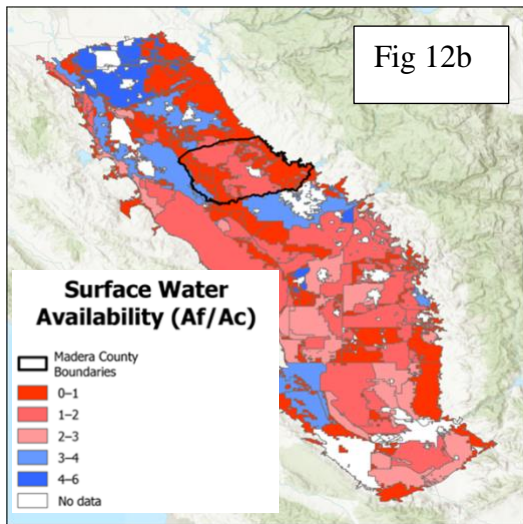 Fig 12b
Surface Water
Availability (Af/Ac)
Madera County
Boundaries
0–1
1–2
2–3
3–4
4–6
No data